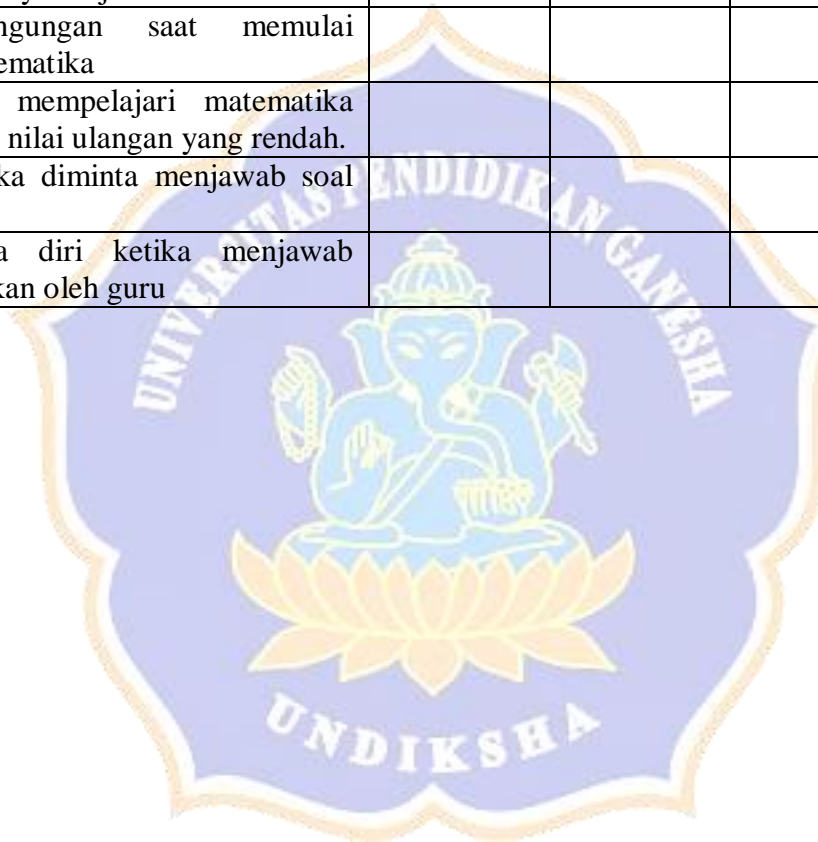 ngungan saat memulai
ematika
mempelajari matematika
nilai ulangan yang rendah.
ka diminta menjawab soal
a diri ketika menjawab
kan oleh guru
UNIVERSITAS PENDIDIKAN GANESHA
UNDIKSHA